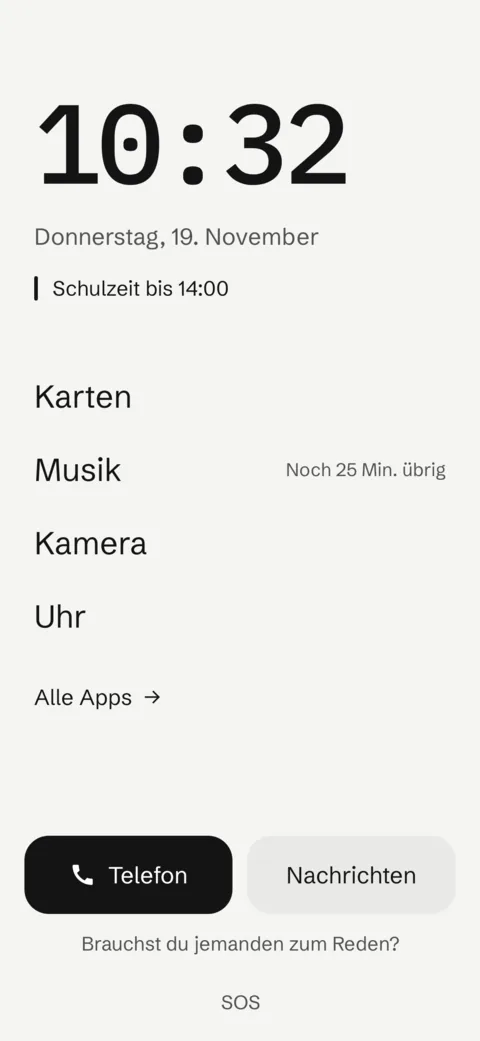 10:32
Donnerstag, 19. November
Schulzeit bis 14:00
Karten
Musik Noch 25 Min. übrig
Kamera
Uhr
Alle Apps →
Telefon Nachrichten
Brauchst du jemanden zum Reden?
SOS